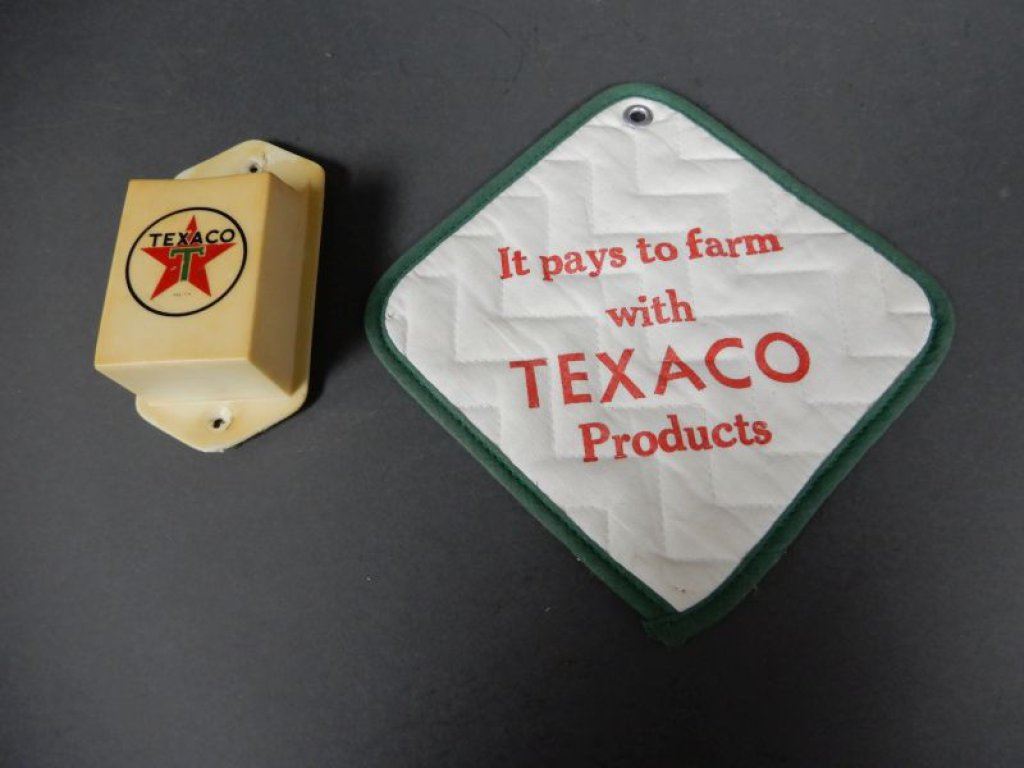 TEXACO
T
It pays to farm
with
TEXACO
Products